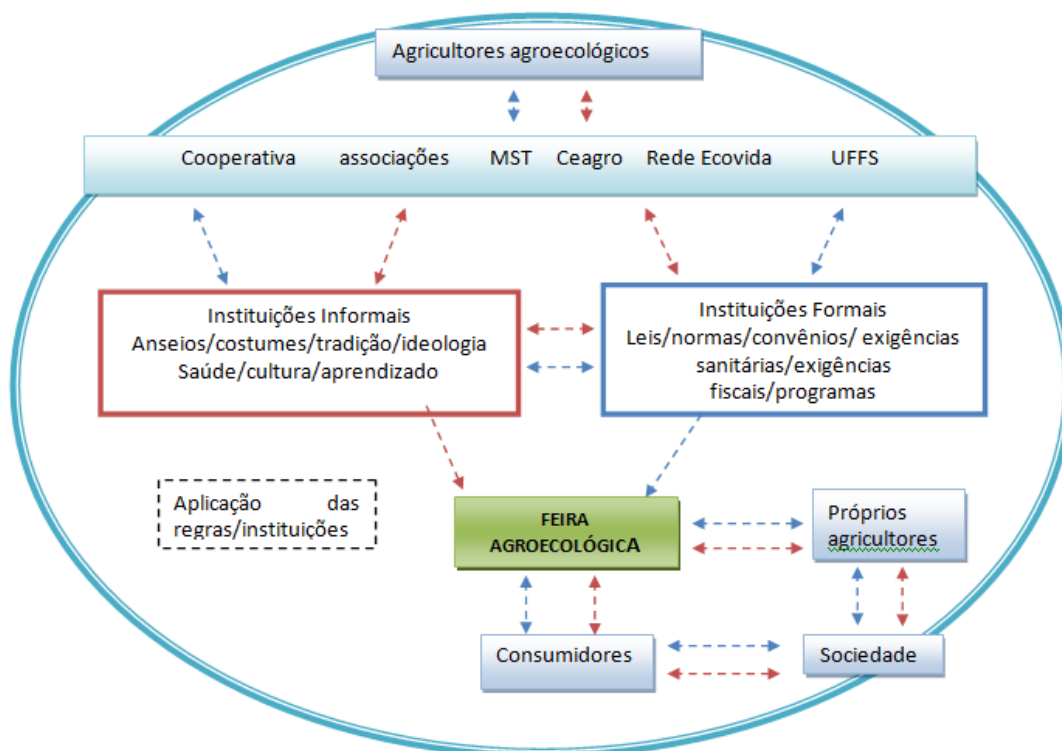 Agricultores agroecológicos
Cooperativa associações MST Ceagro Rede Ecovida UFFS
Instituições Informais
Anseios/costumes/tradição/ideologia
Saúde/cultura/aprendizado
Instituições Formais
Leis/normas/convênios/ exigências
sanitárias/exigências
fiscais/programas
Aplicação das
regras/instituições
FEIRA
AGROECOLÓGICA
Próprios
agricultores
Consumidores
Sociedade